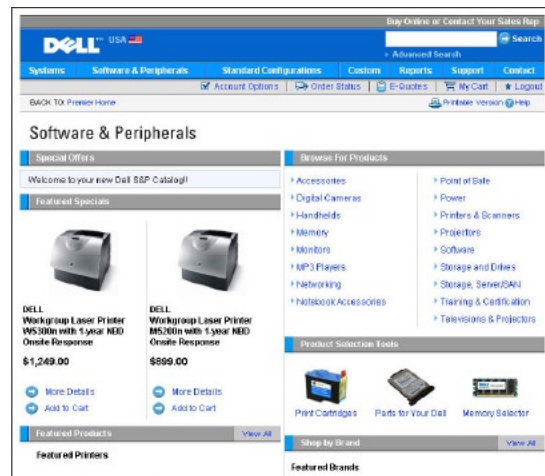 Buy Online or Contact Your Sales Rep
DELL™ USA
Search
Advanced Search
Systems Software & Peripherals Standard Configurations Custom Reports Support Contact
Account Options Order Status E-Quotes My Cart Logout
BACK TO: Premier Home
Printable Version Help
Software & Peripherals
Special Offers
Welcome to your new Dell S&P Catalog!!
Featured Specials
DELL
Workgroup Laser Printer
W5300n with 1-year NBD
Onsite Response
$1,249.00
More Details
Add to Cart
DELL
Workgroup Laser Printer
M5200n with 1-year NBD
Onsite Response
$899.00
More Details
Add to Cart
Featured Products View All
Featured Printers
Browse For Products
Accessories
Digital Cameras
Handhelds
Memory
Monitors
MP3 Players
Networking
Notebook Accessories
Point of Sale
Power
Printers & Scanners
Projectors
Software
Storage and Drives
Storage, Server/SAN
Training & Certification
Televisions & Projectors
Product Selection Tools
Print Cartridges
Parts for Your Dell
Memory Selector
Shop by Brand View All
Featured Brands